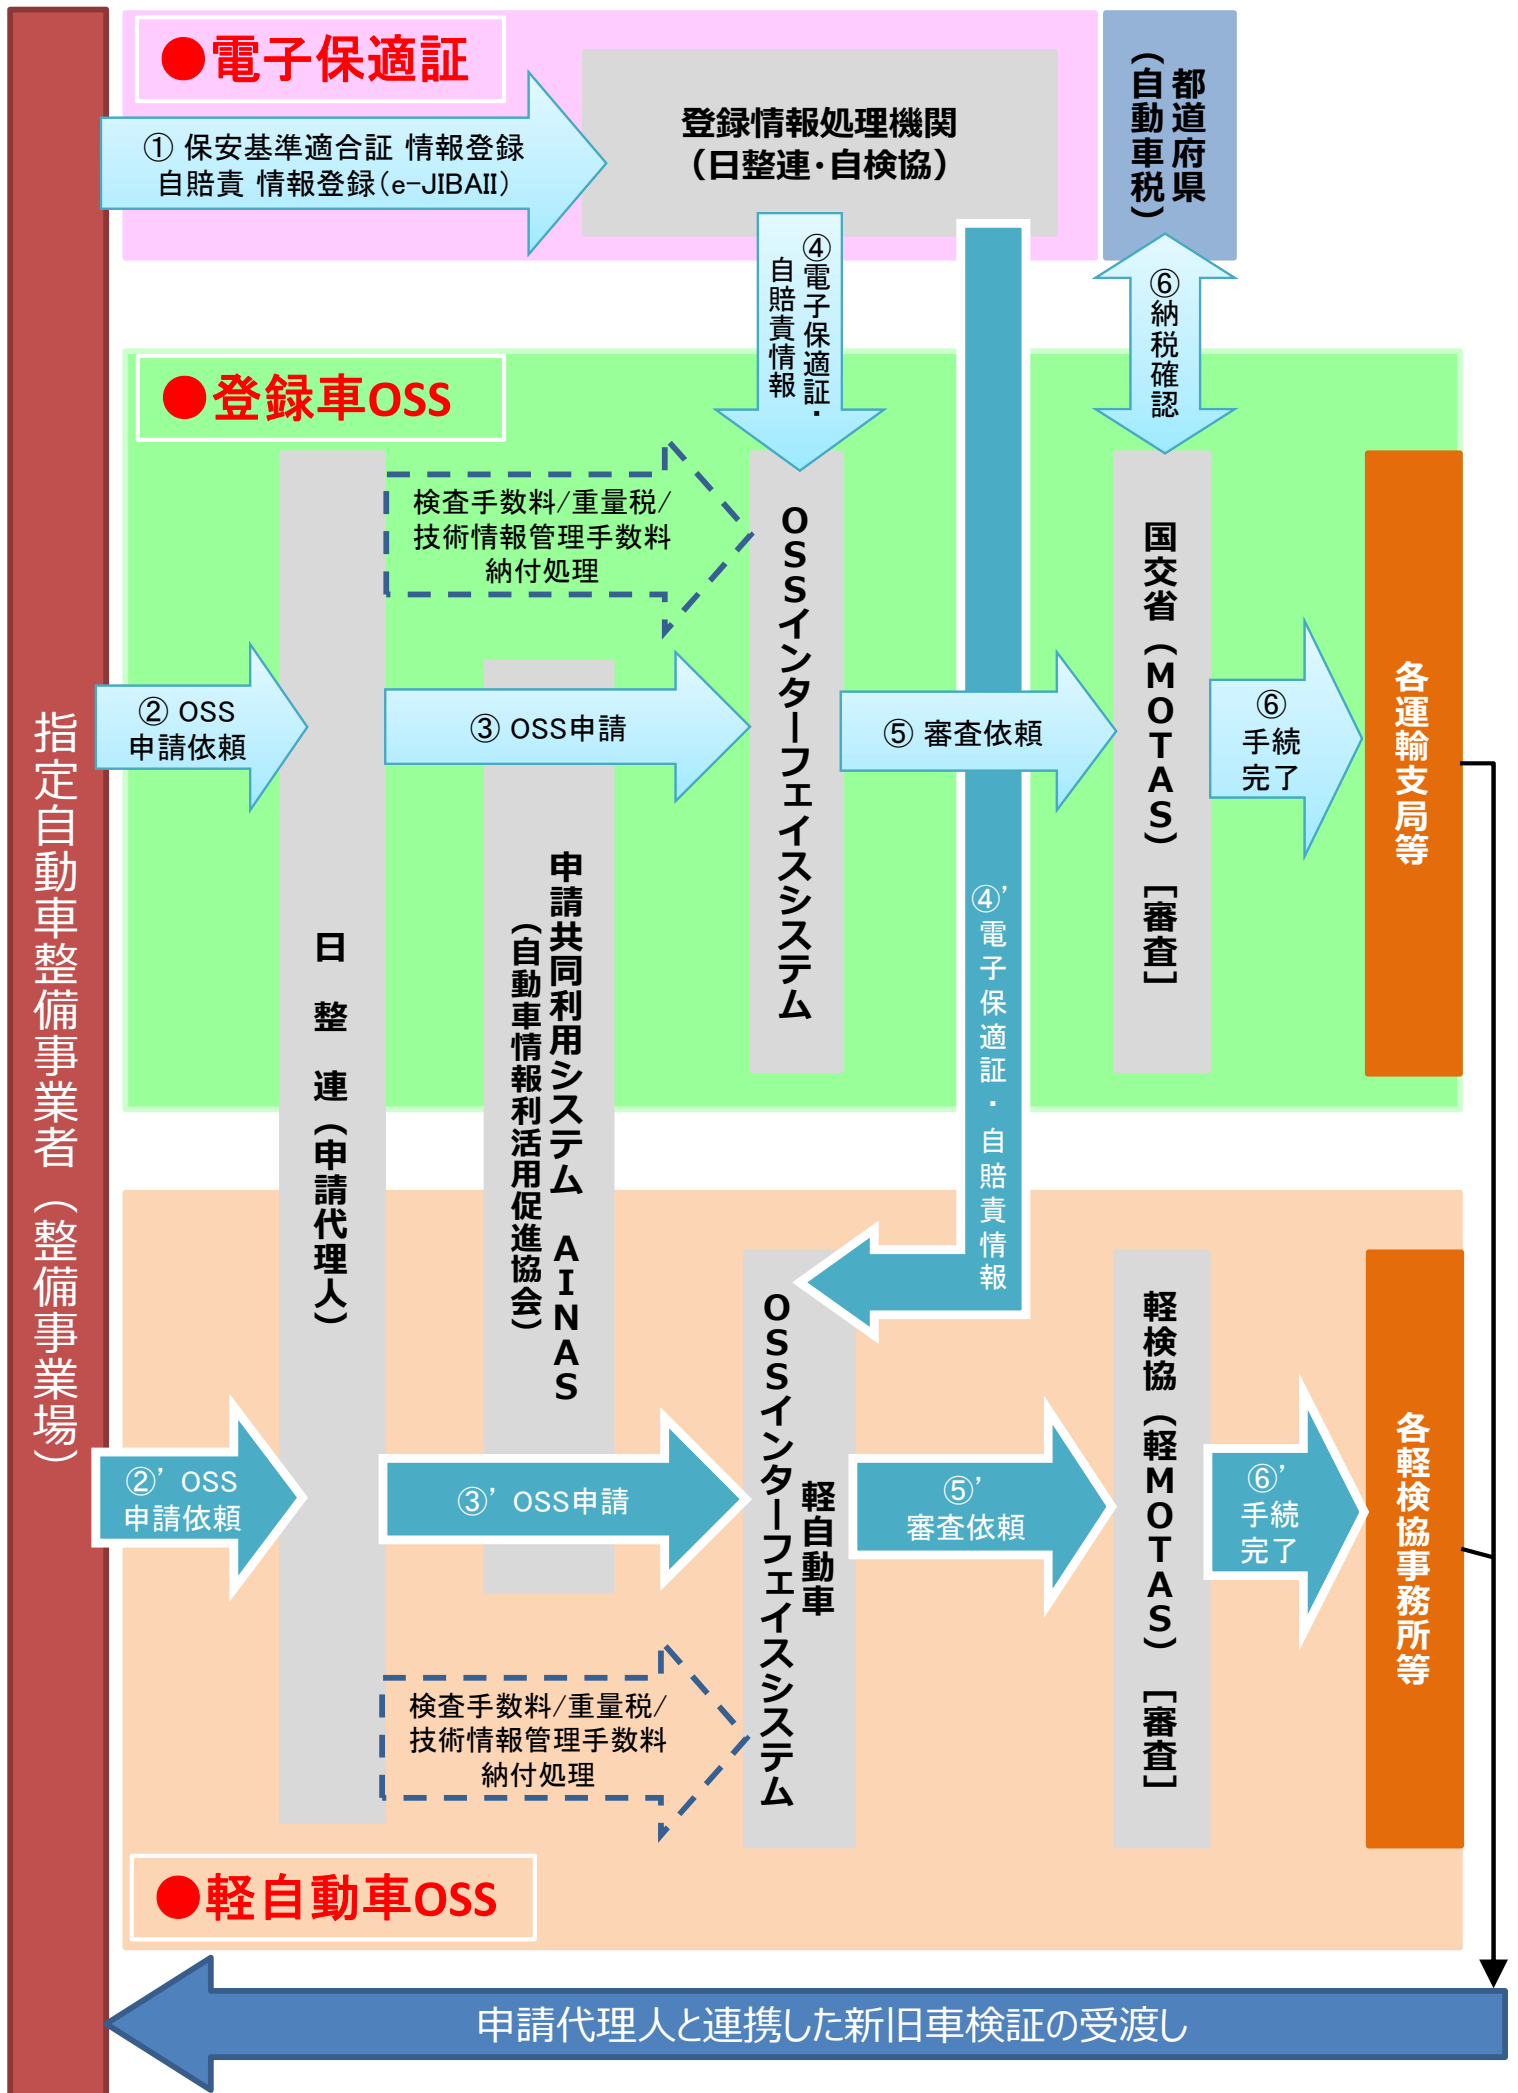 ●電子保適証
① 保安基準適合証 情報登録
自賠責 情報登録(e-JIBAII)
登録情報処理機関
(日整連・自検協)
都道府県
(自動車税)
④電子保適証・
自賠責情報
⑥納税確認
●登録車OSS
検査手数料/重量税/
技術情報管理手数料
納付処理
② OSS
申請依頼
③ OSS申請
OSSインターフェイスシステム
⑤ 審査依頼
国交省(MOTAS) [審査]
⑥
手続
完了
各運輸支局等
④’電子保適証・自賠責情報
指定自動車整備事業者(整備事業場)
日 整 連(申請代理人)
申請共同利用システム AINAS
(自動車情報利活用促進協会)
②’ OSS
申請依頼
③’ OSS申請
軽自動車
OSSインターフェイスシステム
⑤’
審査依頼
軽検協(軽MOTAS) [審査]
⑥’
手続
完了
各軽検協事務所等
検査手数料/重量税/
技術情報管理手数料
納付処理
●軽自動車OSS
申請代理人と連携した新旧車検証の受渡し